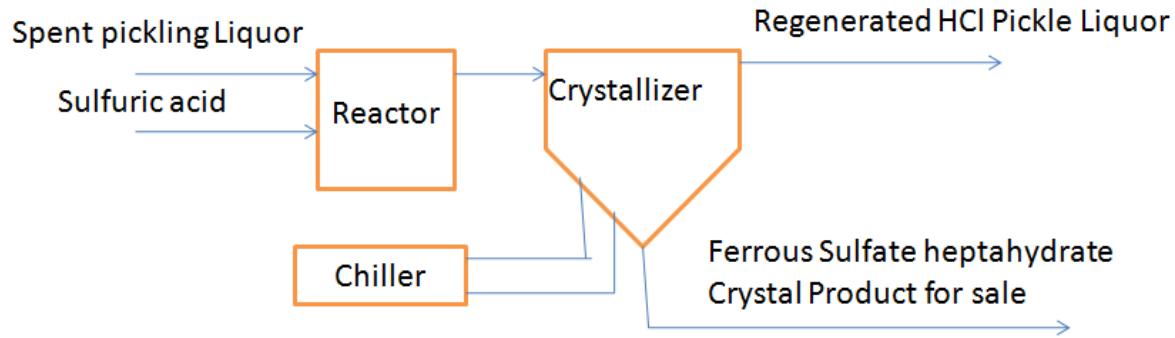 Spent pickling Liquor
Sulfuric acid
Reactor
Crystallizer
Regenerated HCl Pickle Liquor
Chiller
Ferrous Sulfate heptahydrate
Crystal Product for sale